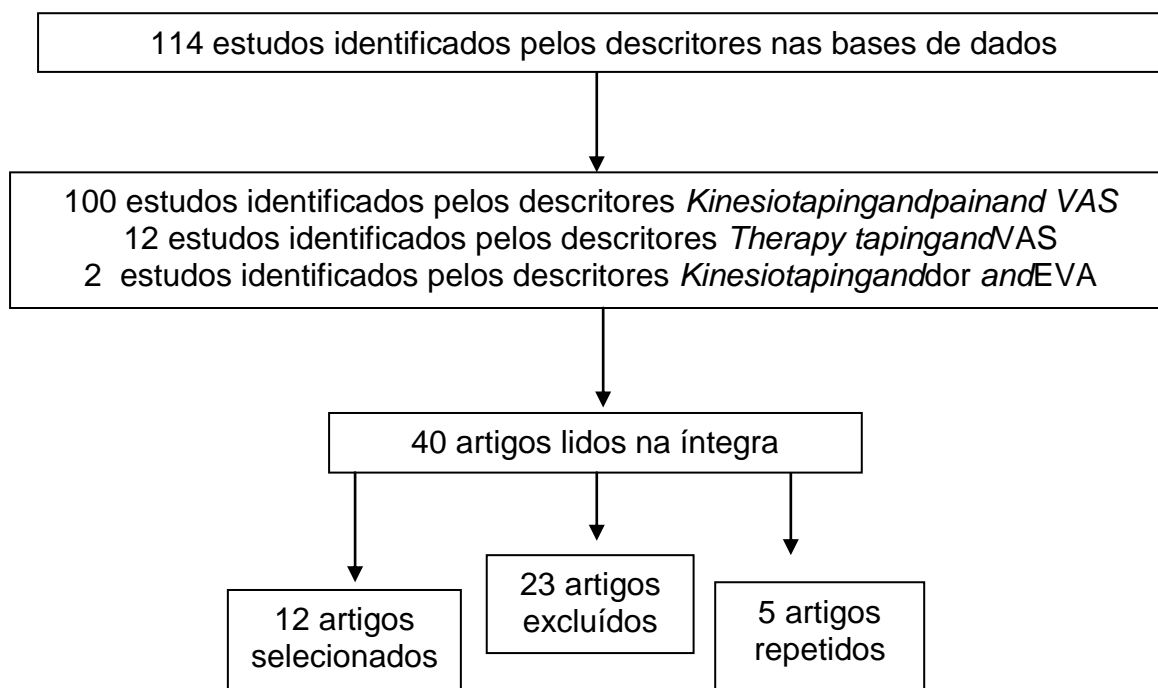 114 estudos identificados pelos descritores nas bases de dados
100 estudos identificados pelos descritores Kinesiotapingandpainand VAS
12 estudos identificados pelos descritores Therapy tapingandVAS
2 estudos identificados pelos descritores Kinesiotapinganddor andEVA
40 artigos lidos na íntegra
12 artigos
selecionados
23 artigos
excluídos
5 artigos
repetidos